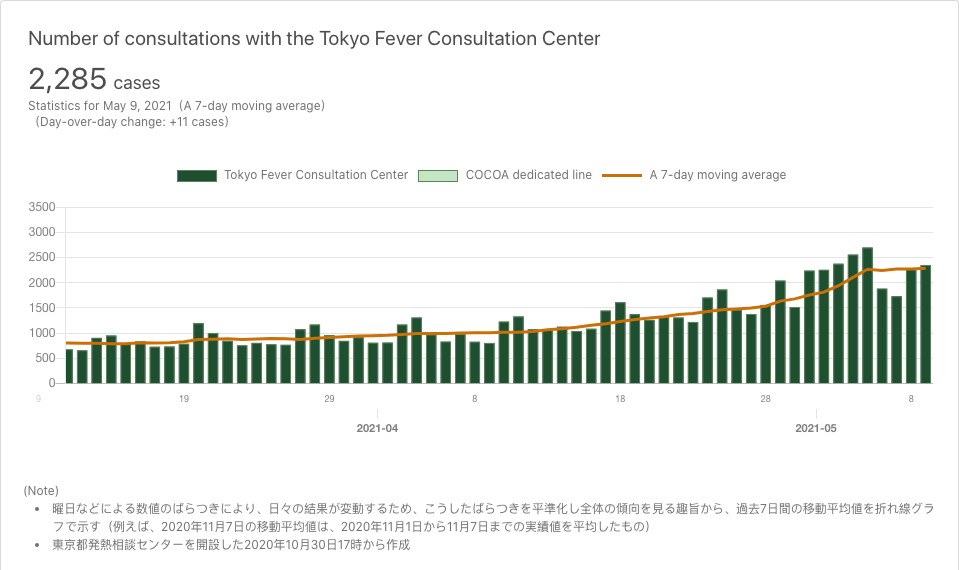 Number of consultations with the Tokyo Fever Consultation Center
2,285 cases
Statistics for May 9, 2021（A 7-day moving average）
（Day-over-day change: +11 cases）
Tokyo Fever Consultation Center COCOA dedicated line A 7-day moving average
3500
3000
2500
2000
1500
1000
500
0
9 19 29 8 18 28 8
2021-04 2021-05
(Note)
• 曜日などによる数値のばらつきにより、日々の結果が変動するため、こうしたばらつきを平準化し全体の傾向を見る趣旨から、過去7日間の移動平均値を折れ線グラ
フで示す（例えば、2020年11月7日の移動平均値は、2020年11月1日から11月7日までの実績値を平均したもの）
• 東京都発熱相談センターを開設した2020年10月30日17時から作成